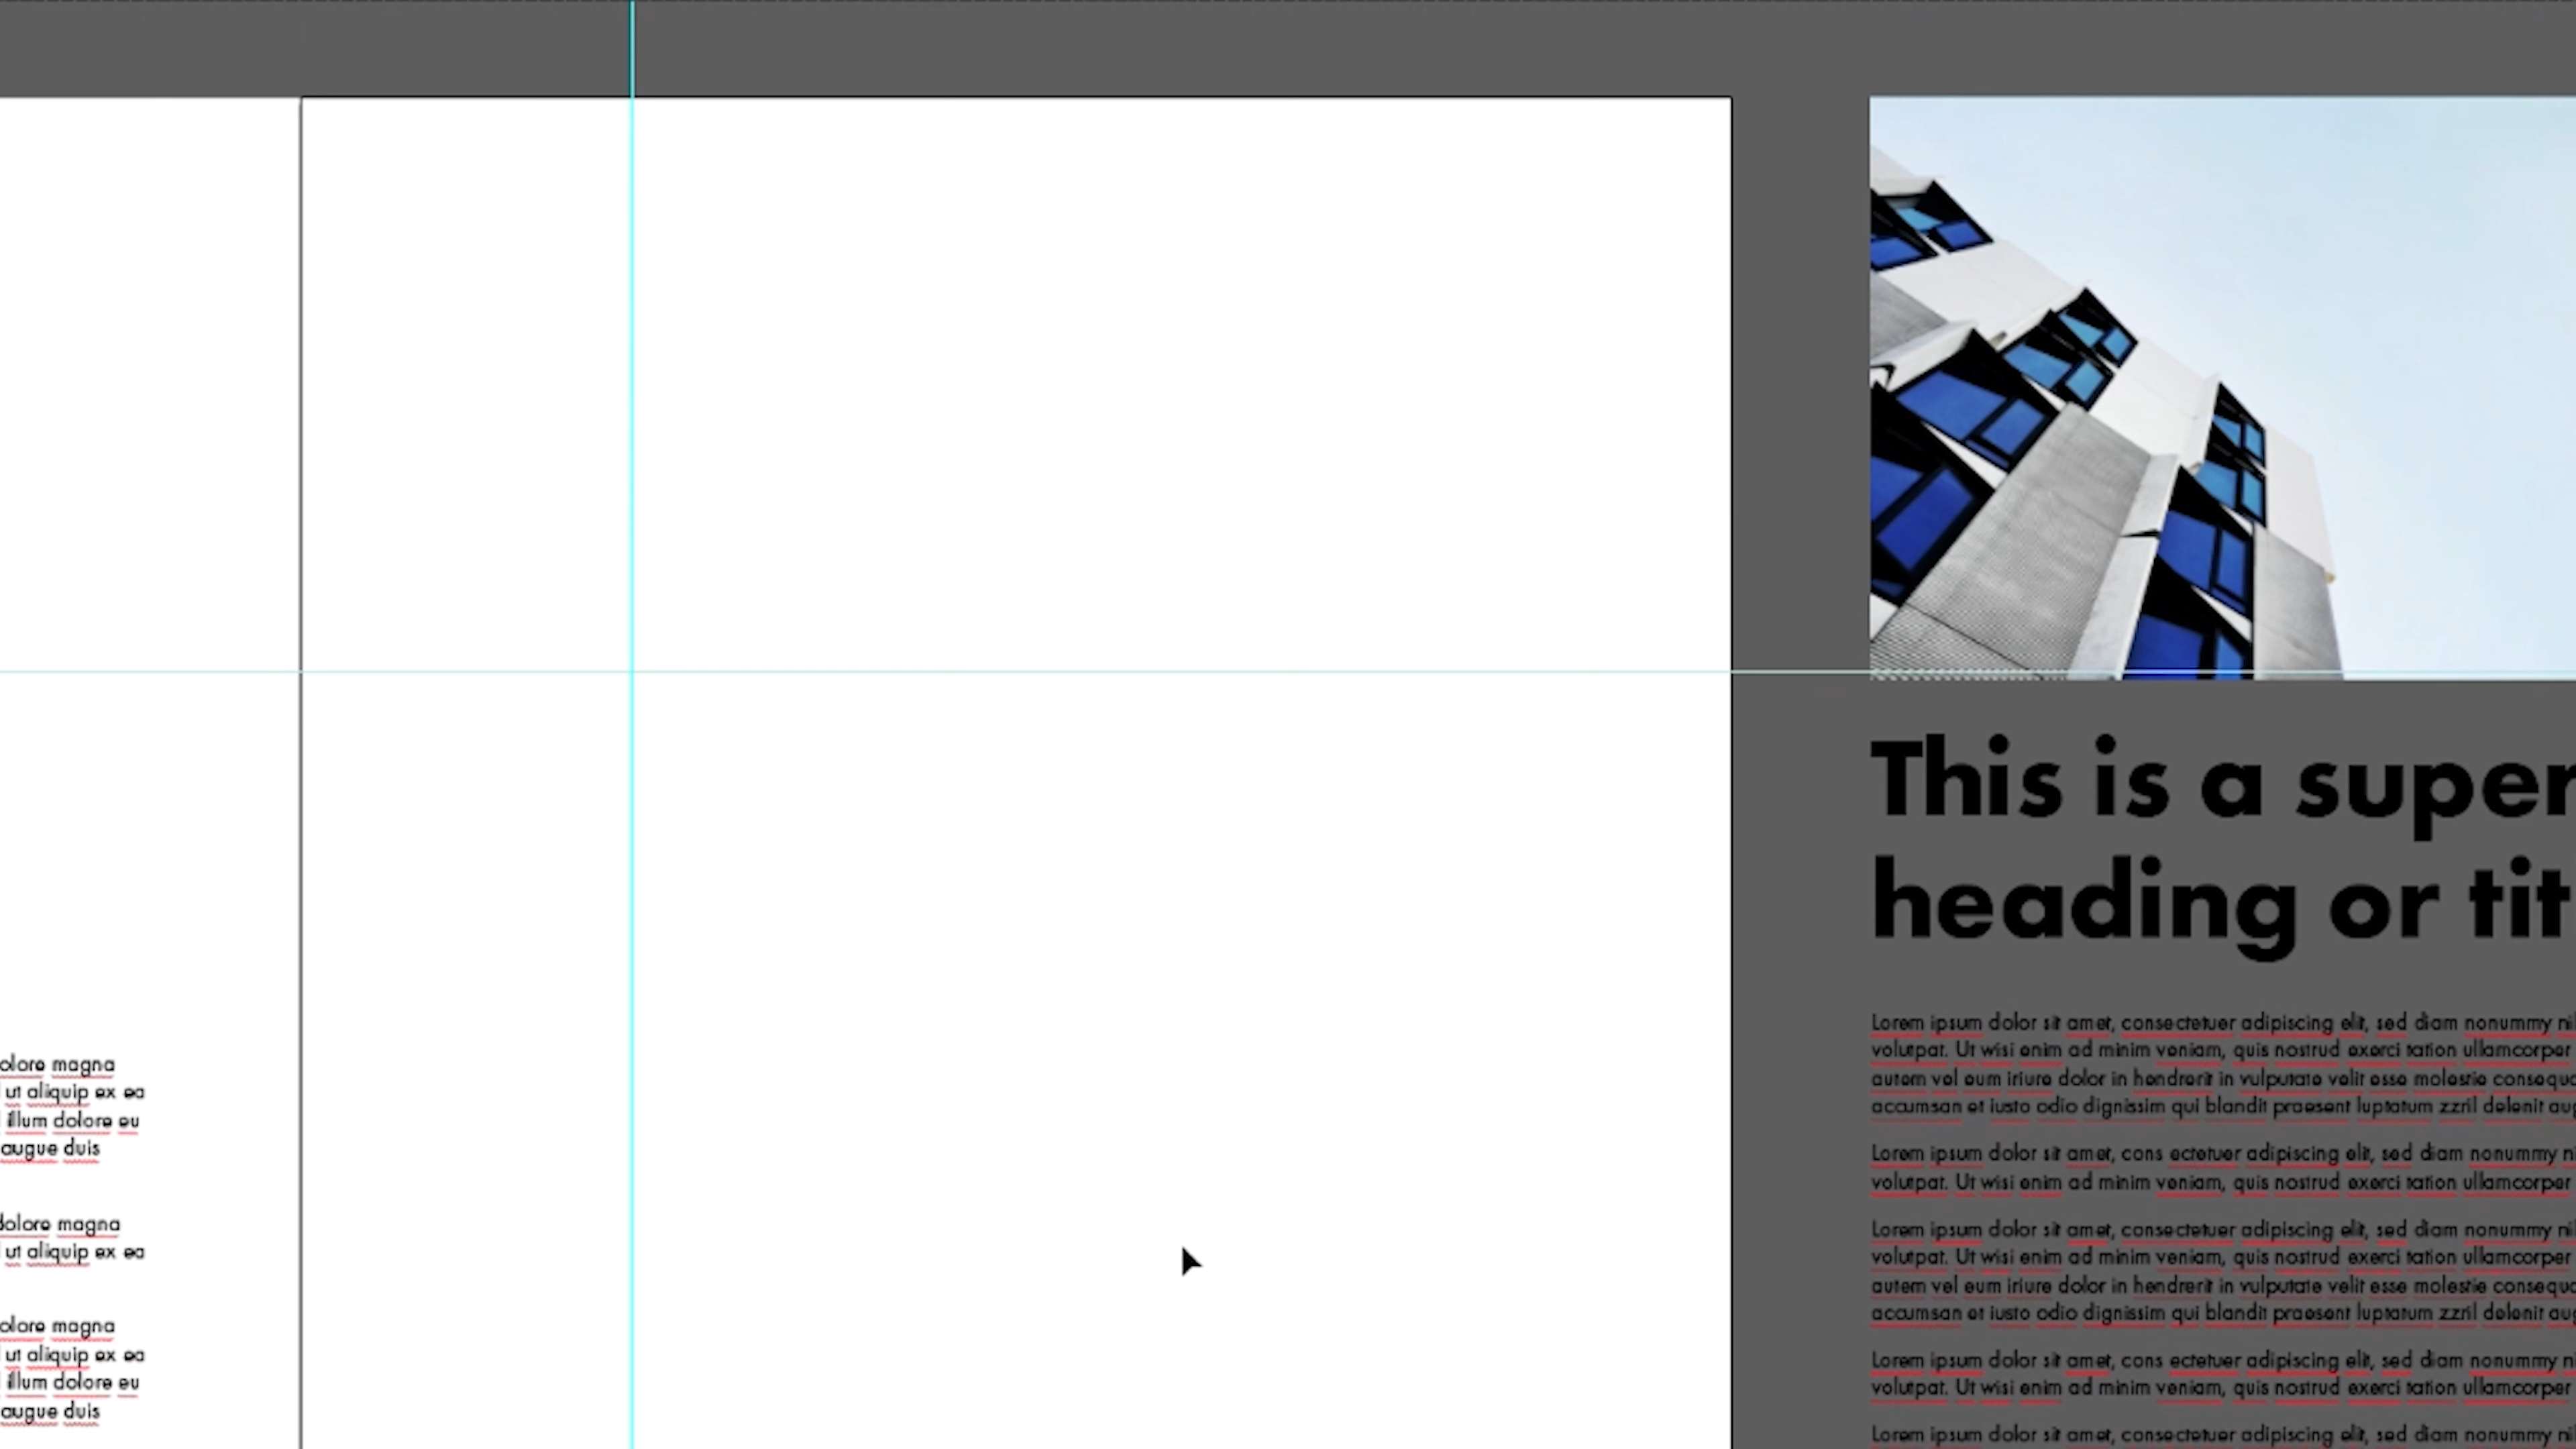 olore magna
ut aliquip ex ea
illum dolore eu
augue duis
dolore magna
ut aliquip ex ea
olore magna
ut aliquip ex ea
illum dolore eu
augue duis
This is a super
heading or tit
Lorem ipsum dolor sit amet, consectetuer adipiscing elit, sed diam nonummy ni
volutpat. Ut wisi enim ad minim veniam, quis nostrud exerci tation ullamcorper
autem vel eum iriure dolor in hendrerit in vulputate velit esse molestie consequ
accumsan et iusto odio dignissim qui blandit praesent luptatum zzril delenit au
Lorem ipsum dolor sit amet, cons ectetuer adipiscing elit, sed diam nonummy n
volutpat. Ut wisi enim ad minim veniam, quis nostrud exerci tation ullamcorper
Lorem ipsum dolor sit amet, consectetuer adipiscing elit, sed diam nonummy ni
volutpat. Ut wisi enim ad minim veniam, quis nostrud exerci tation ullamcorper
autem vel eum iriure dolor in hendrerit in vulputate velit esse molestie consequ
accumsan et iusto odio dignissim qui blandit praesent luptatum zzril delenit au
Lorem ipsum dolor sit amet, cons ectetuer adipiscing elit, sed diam nonummy n
volutpat. Ut wisi enim ad minim veniam, quis nostrud exerci tation ullamcorper
Lorem ipsum dolor sit amet, consectetuer adipiscing elit, sed diam nonummy ni